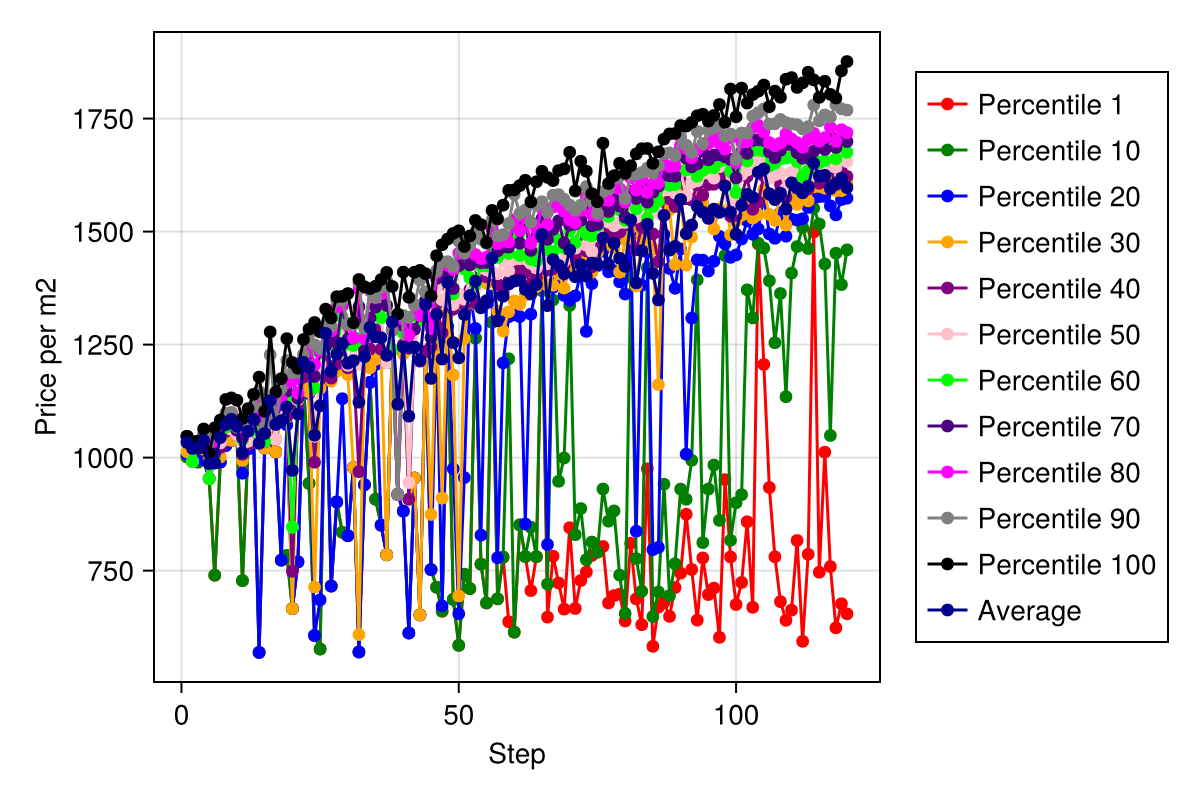 1750
1500
1250
1000
750
Price per m2
0
50
100
Step
Percentile 1
Percentile 10
Percentile 20
Percentile 30
Percentile 40
Percentile 50
Percentile 60
Percentile 70
Percentile 80
Percentile 90
Percentile 100
Average